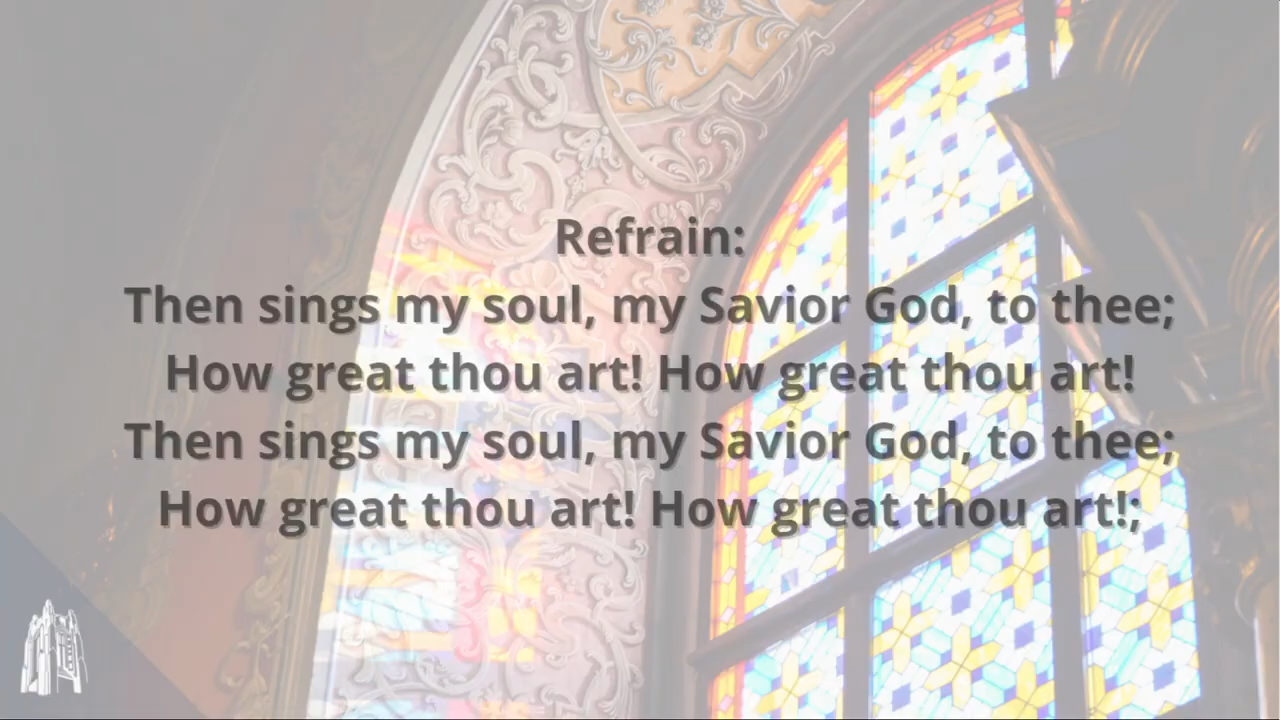 Refrain:
Then sings my soul, my Savior God, to thee;
How great thou art! How great thou art!
Then sings my soul, my Savior God, to thee;
How great thou art! How great thou art!;